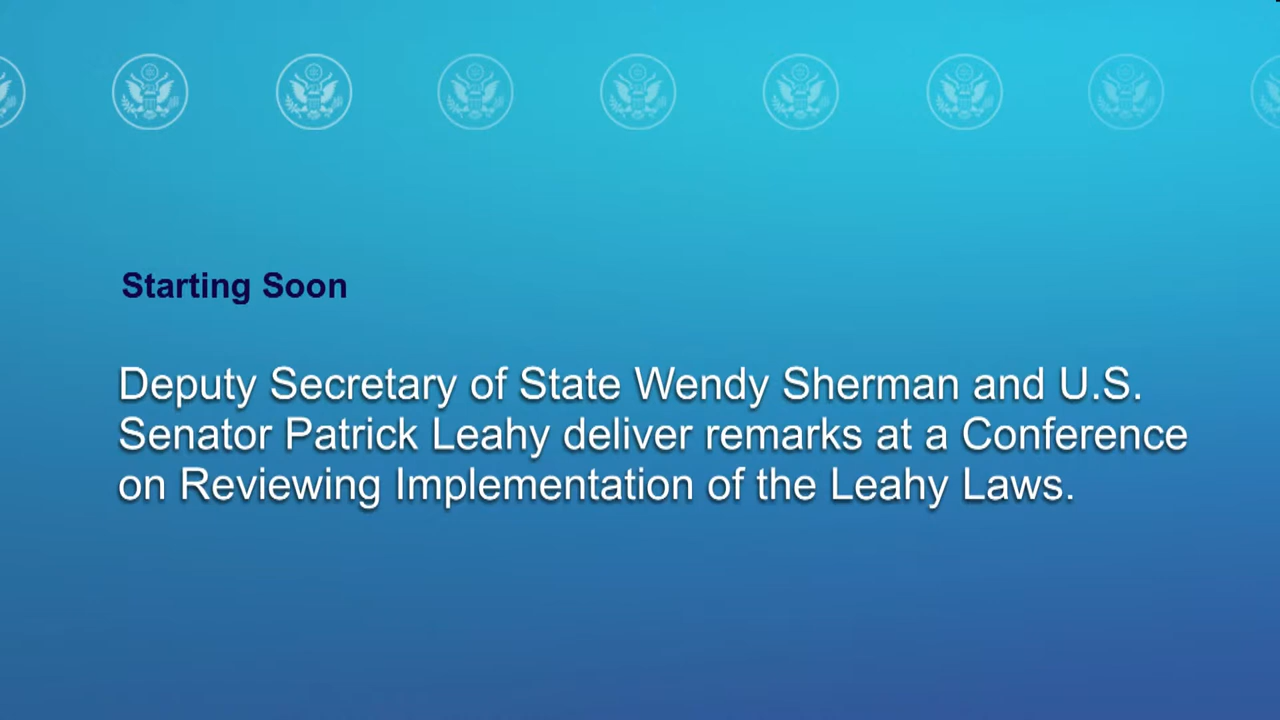 Starting Soon
Deputy Secretary of State Wendy Sherman and U.S.
Senator Patrick Leahy deliver remarks at a Conference
on Reviewing Implementation of the Leahy Laws.